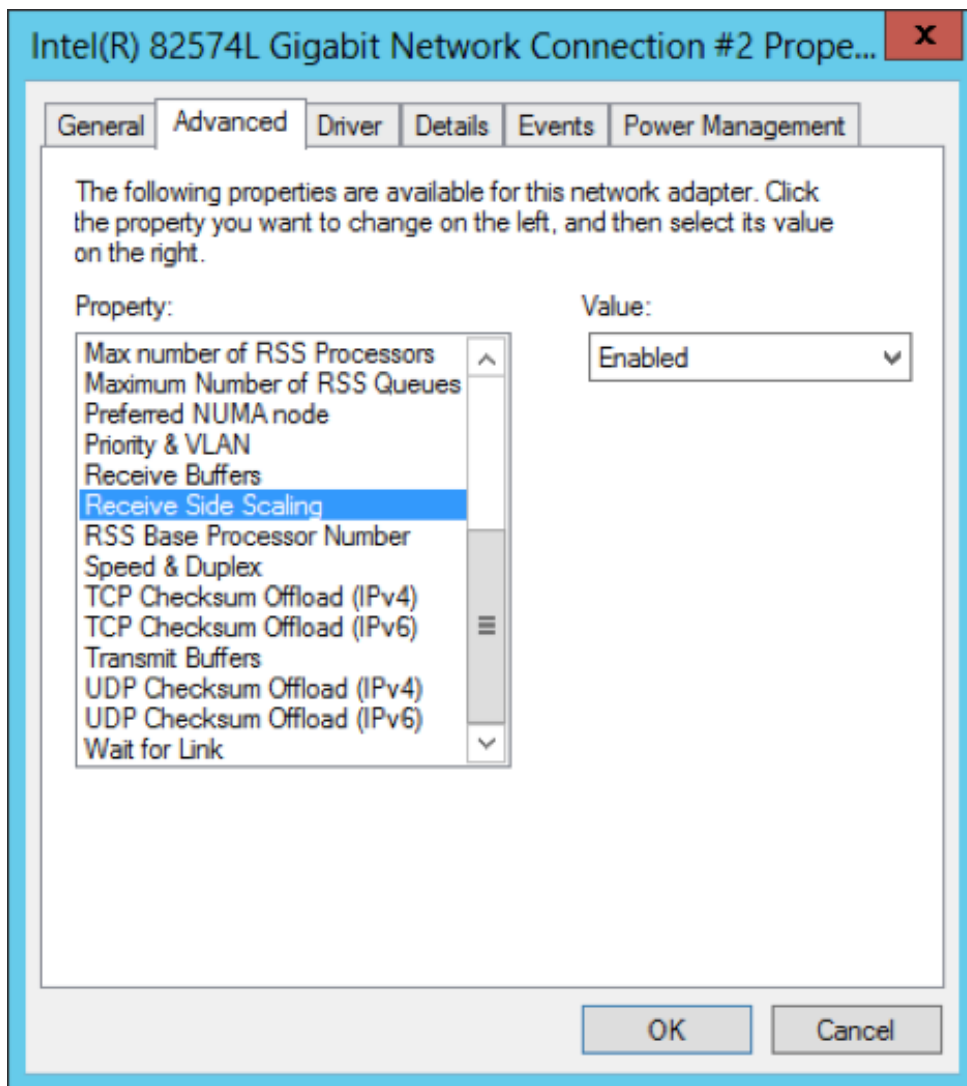 Intel(R) 82574L Gigabit Network Connection #2 Prope...
x
General Advanced Driver Details Events Power Management
The following properties are available for this network adapter. Click
the property you want to change on the left, and then select its value
on the right.
Property:
Value:
Max number of RSS Processors
Maximum Number of RSS Queues
Preferred NUMA node
Priority & VLAN
Receive Buffers
Receive Side Scaling
RSS Base Processor Number
Speed & Duplex
TCP Checksum Offload (IPv4)
TCP Checksum Offload (IPv6)
Transmit Buffers
UDP Checksum Offload (IPv4)
UDP Checksum Offload (IPv6)
Wait for Link
Enabled
OK
Cancel